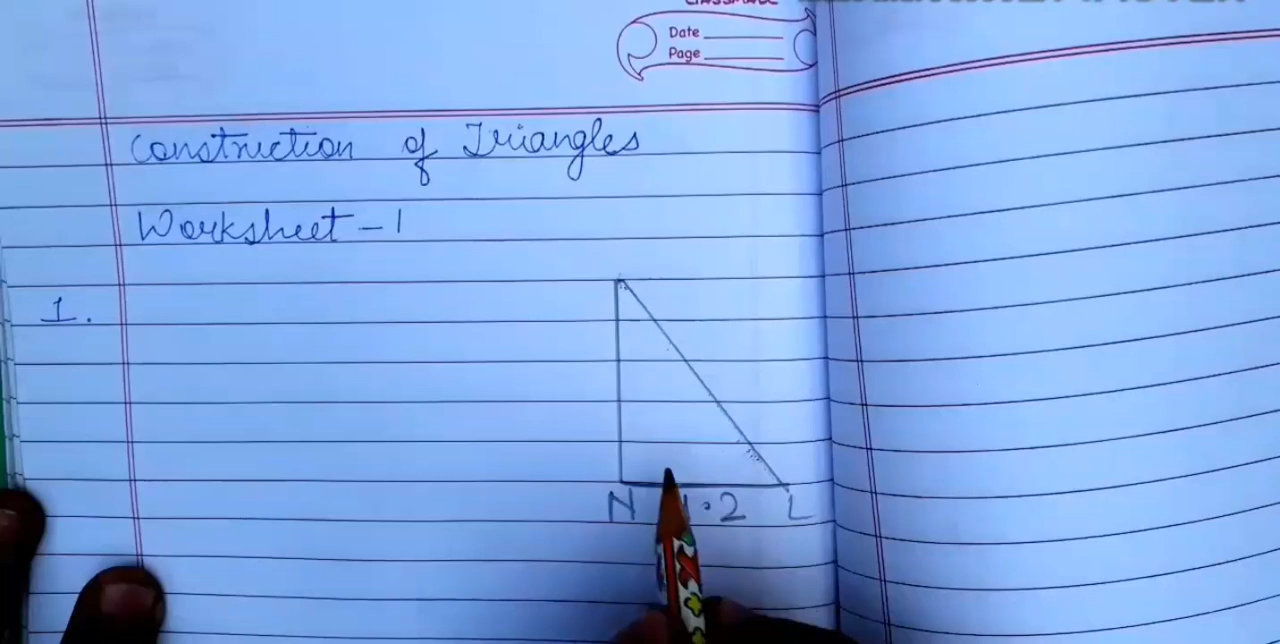 Date
Page
Construction of Triangles
Worksheet - 1
1.
N .2 L